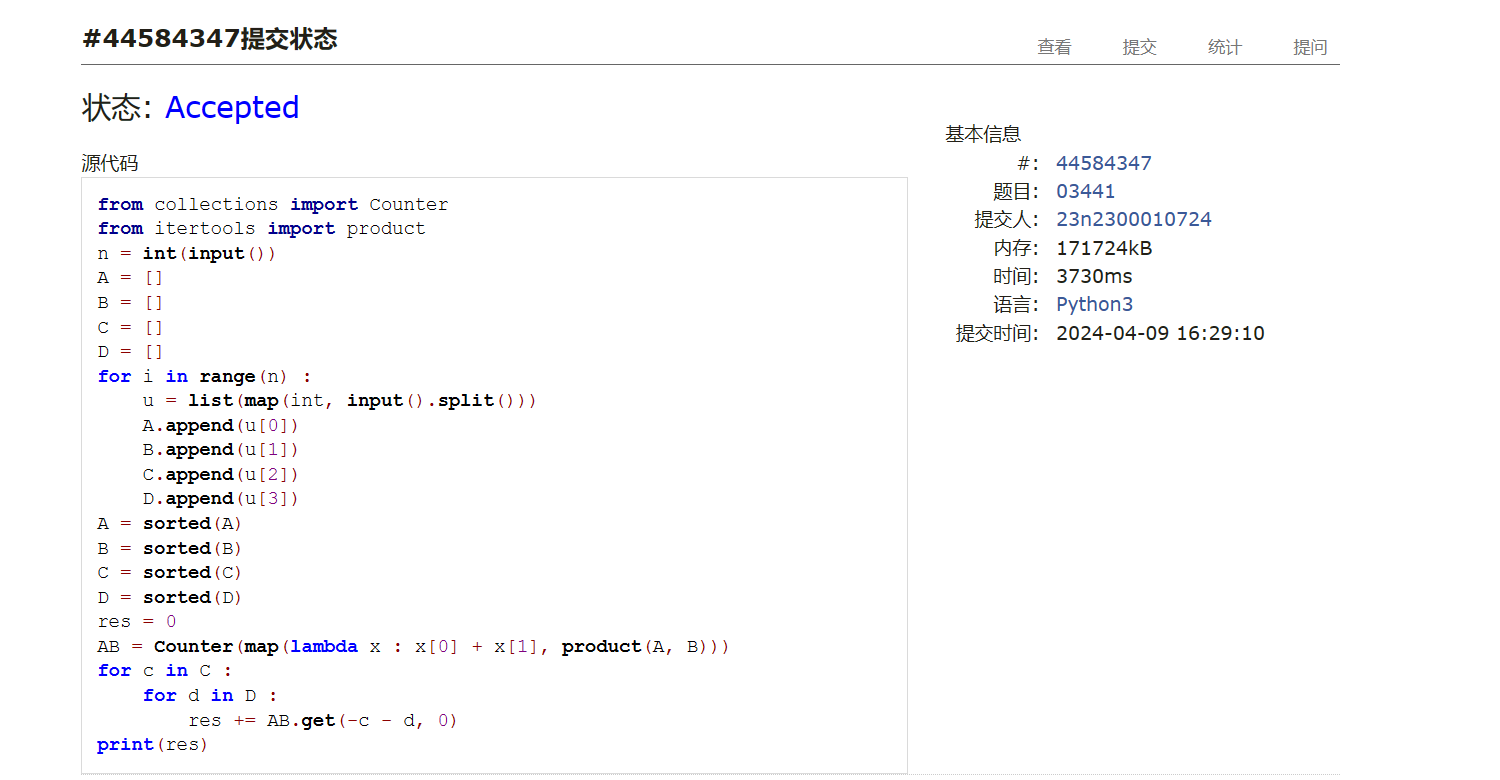 #44584347提交状态
查看 提交 统计 提问
状态: Accepted
源代码
from collections import Counter
from itertools import product
n = int(input())
A = []
B = []
C = []
D = []
for i in range(n) :
    u = list(map(int, input().split()))
    A.append(u[0])
    B.append(u[1])
    C.append(u[2])
    D.append(u[3])
A = sorted(A)
B = sorted(B)
C = sorted(C)
D = sorted(D)
res = 0
AB = Counter(map(lambda x : x[0] + x[1], product(A, B)))
for c in C :
    for d in D :
        res += AB.get(-c - d, 0)
print(res)
基本信息
#: 44584347
题目: 03441
提交人: 23n2300010724
内存: 171724kB
时间: 3730ms
语言: Python3
提交时间: 2024-04-09 16:29:10